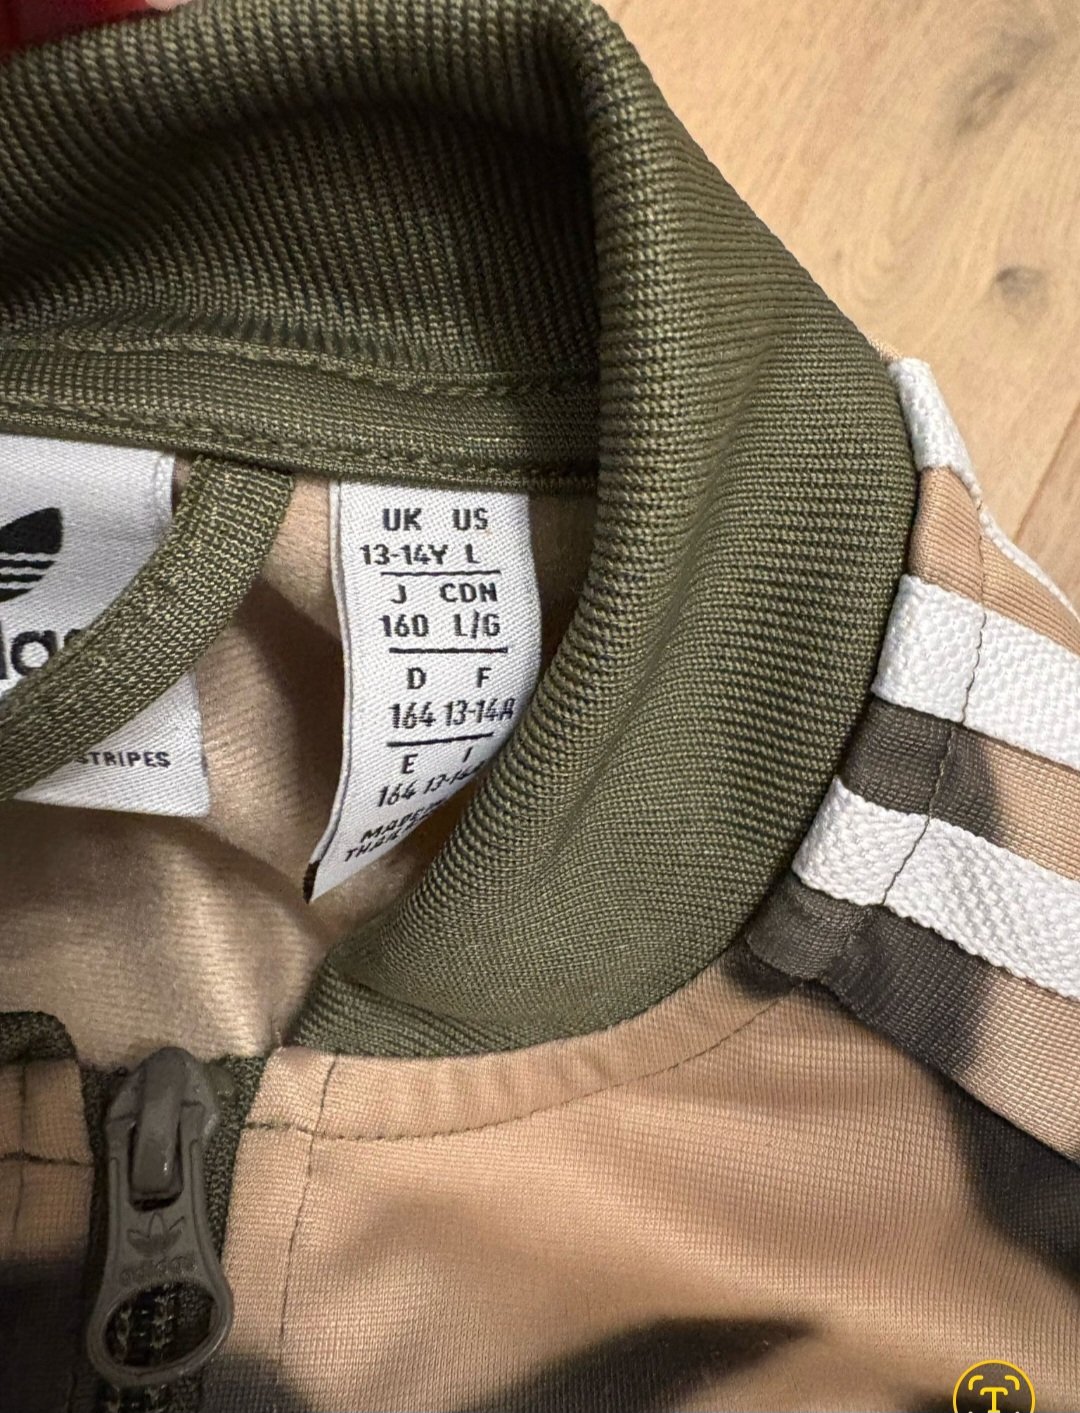 UK US
13-14Y L
J CDN
160 L/G
D F
164 13-14A
E I
164
STRIPES